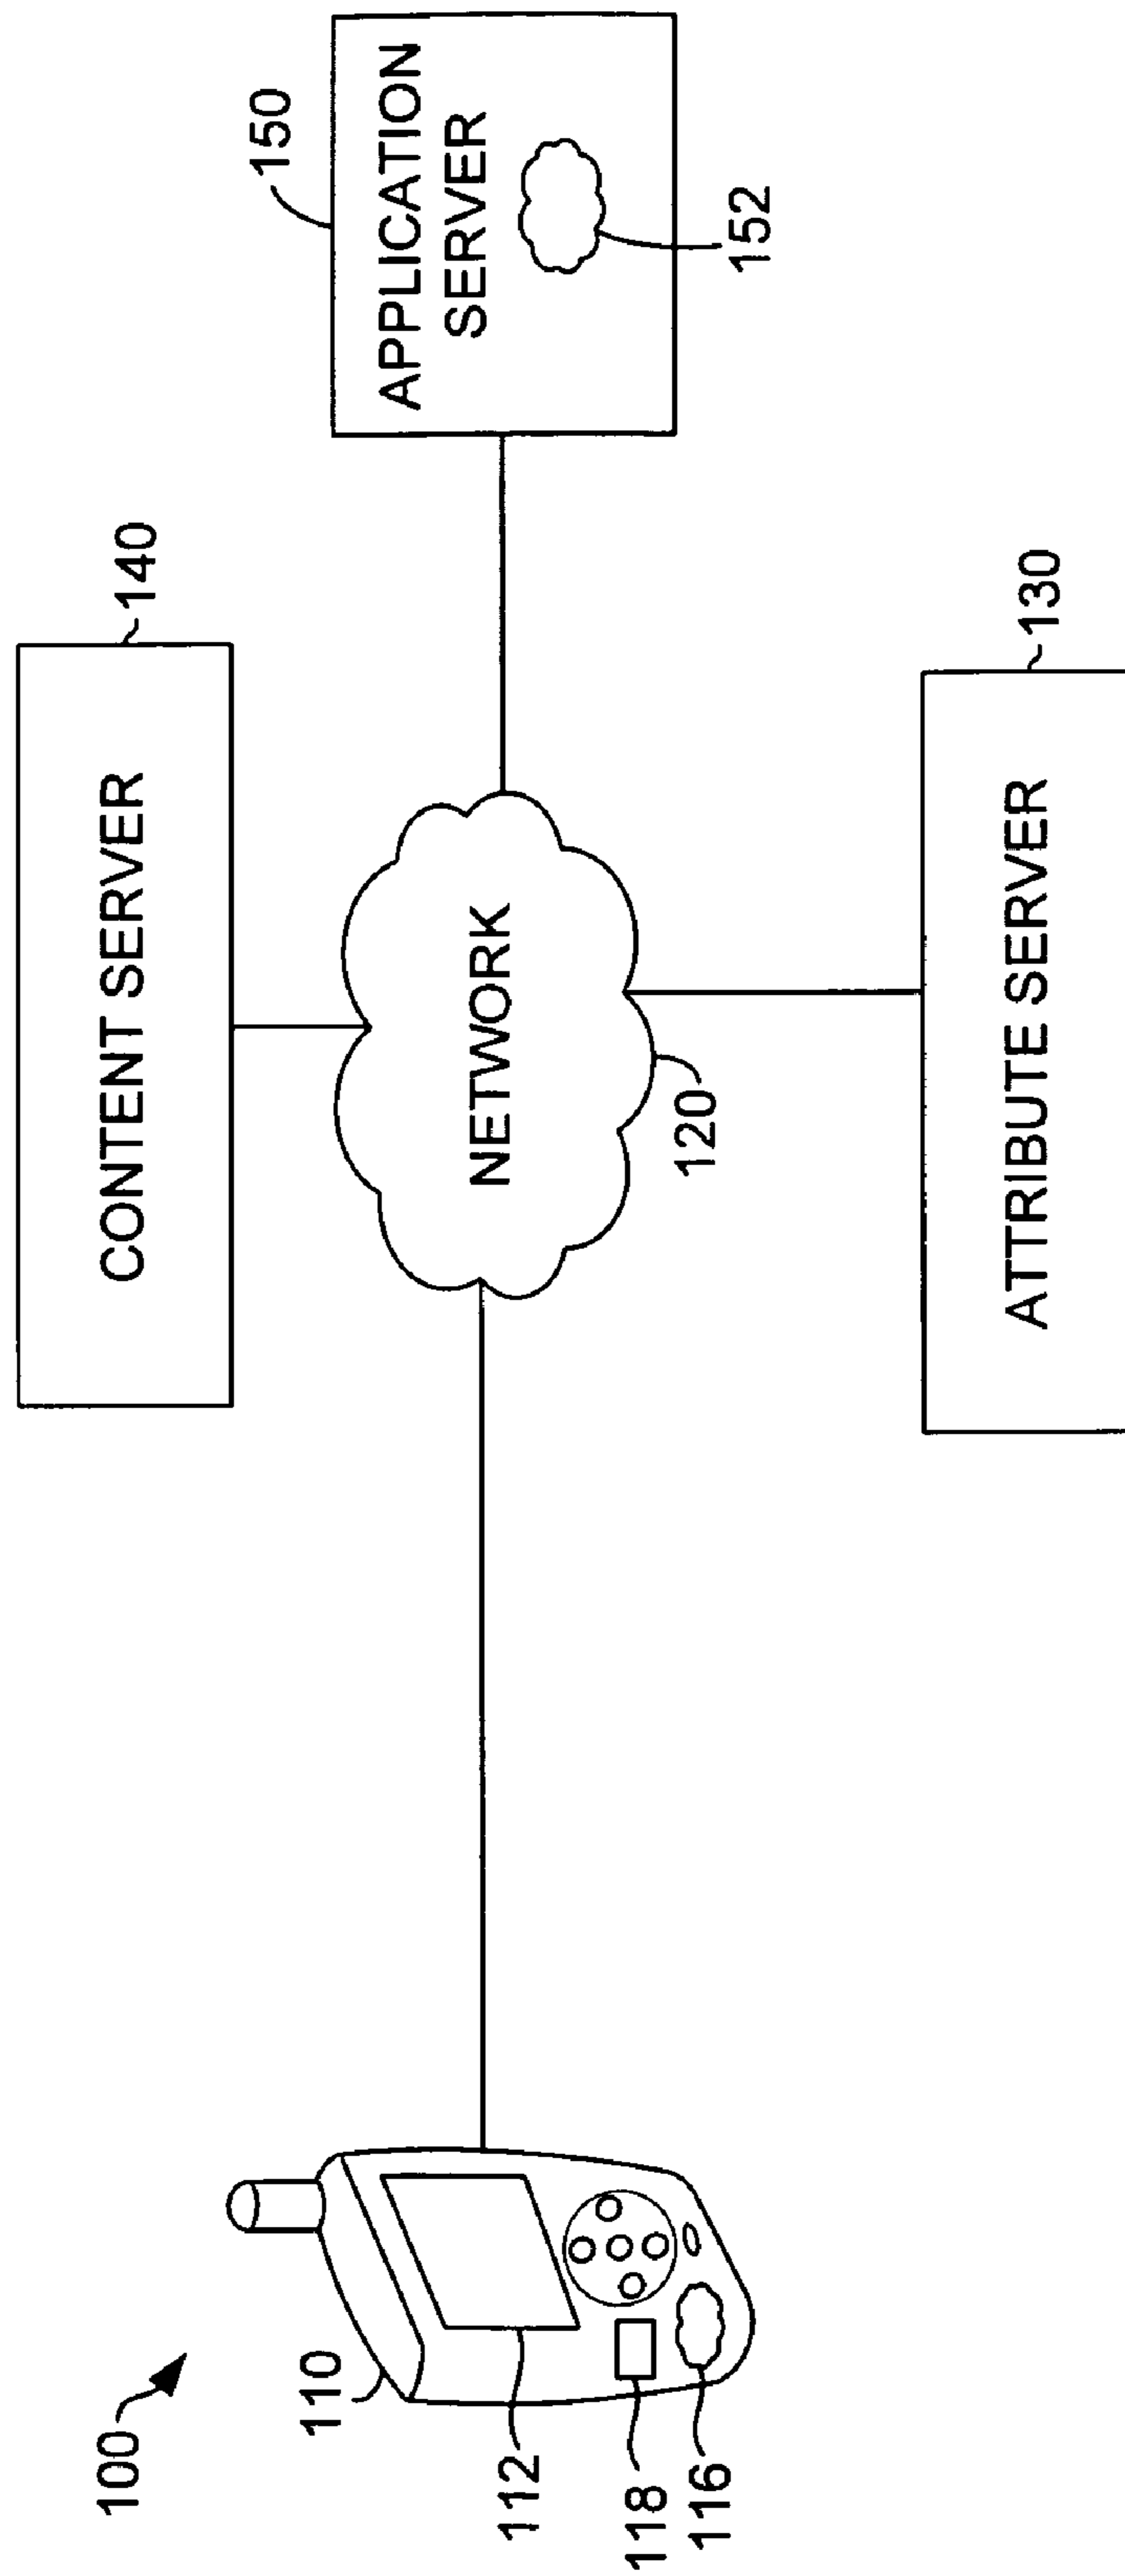 100
110
112
118
116
CONTENT SERVER
140
NETWORK
120
ATTRIBUTE SERVER
130
150
APPLICATION
SERVER
152